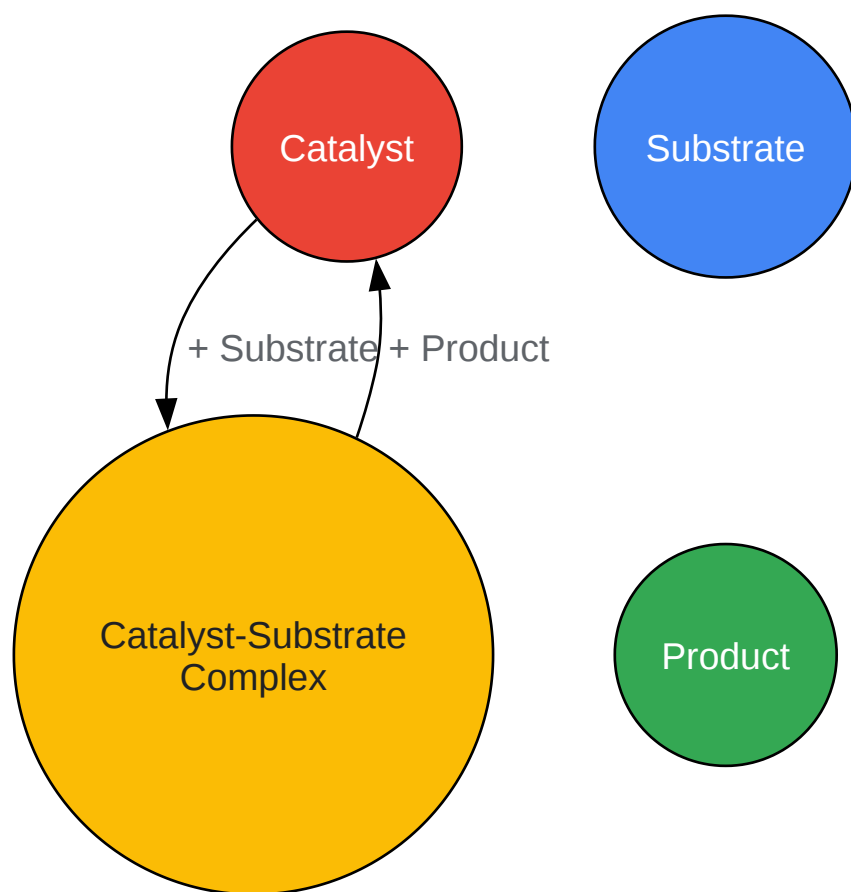 Catalyst
Substrate
+ Substrate
+ Product
Catalyst-Substrate
Complex
Product